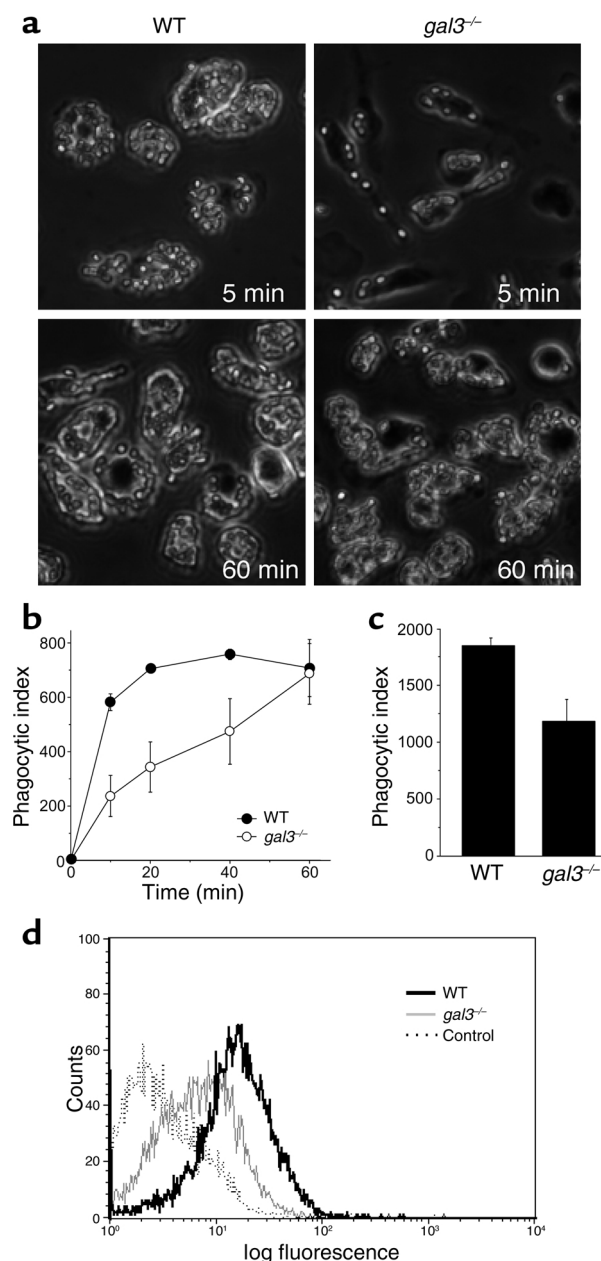 a
WT gal3–/–
5 min 5 min
60 min 60 min
b
Phagocytic index
800
600
400
200
0
0 20 40 60
Time (min)
WT
gal3–/–
c
Phagocytic index
2000
1500
1000
500
0
WT gal3–/–
d
Counts
100
80
60
40
20
0
10⁰ 10¹ 10² 10³ 10⁴
log fluorescence
WT
gal3–/–
Control